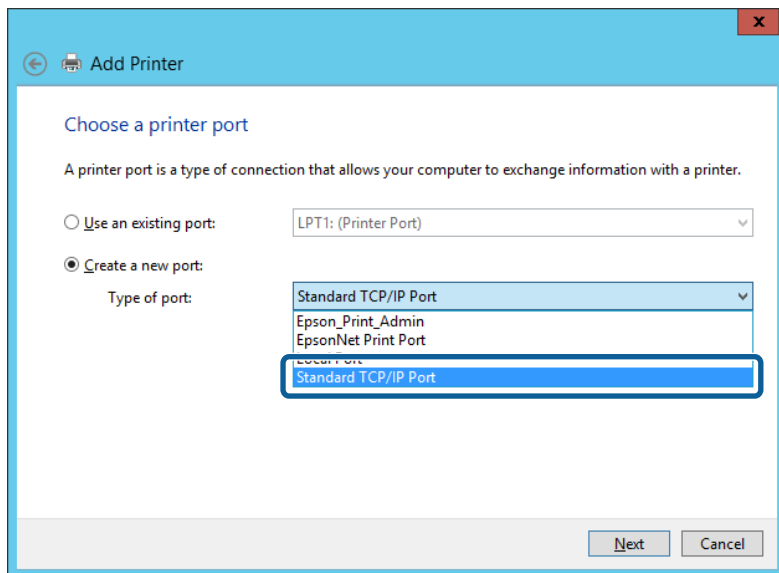 x
Add Printer
Choose a printer port
A printer port is a type of connection that allows your computer to exchange information with a printer.
Use an existing port: LPT1: (Printer Port)
Create a new port:
Type of port: Standard TCP/IP Port
Epson_Print_Admin
EpsonNet Print Port
Local Port
Standard TCP/IP Port
Next Cancel